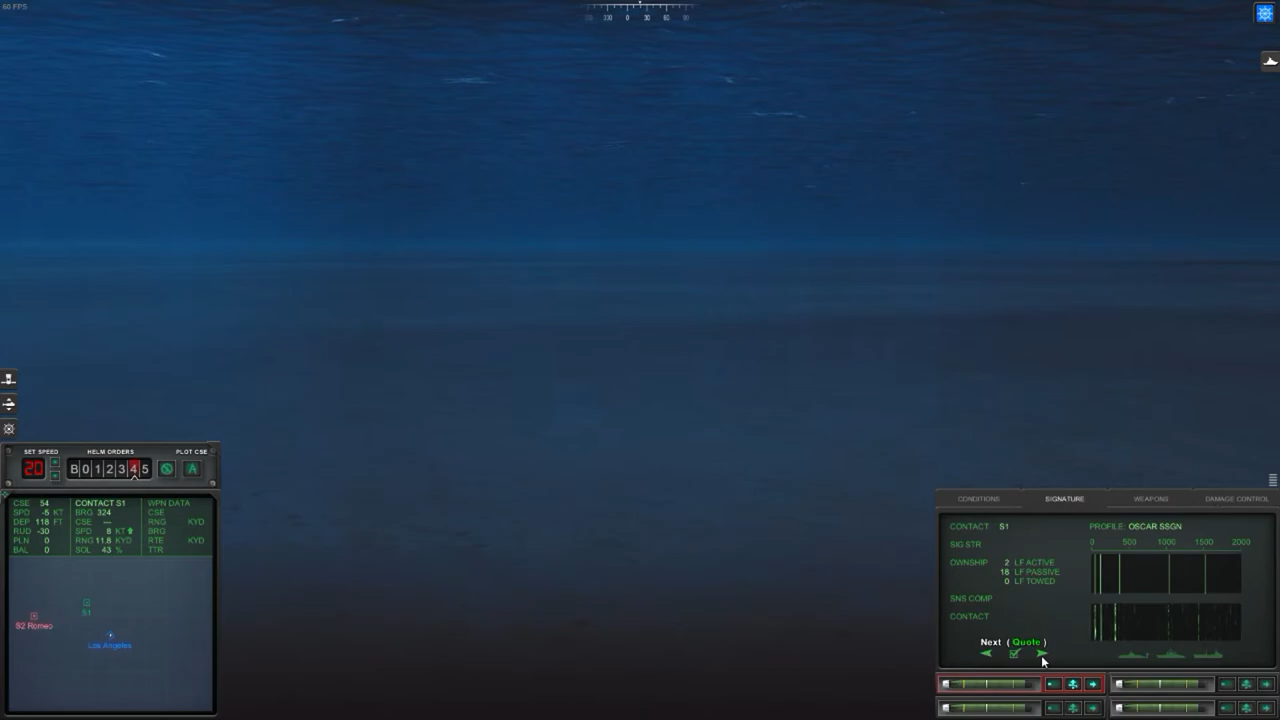 60 FPS
330 0 30 60 90
SET SPEED HELM ORDERS PLOT CSE
20 B 0 1 2 3 4 5 A
CSE 54 CONTACT S1 WPN DATA
SPD -5 KT BRG 324 CSE
DEP 118 FT CSE --- RNG KYD
RUD -30 SPD 8 KT BRG
PLN 0 RNG 11.8 KYD RTE KYD
BAL 0 SOL 43 % TTR
S1
S2 Romeo
Los Angeles
CONDITIONS SIGNATURE WEAPONS DAMAGE CONTROL
CONTACT S1 PROFILE: OSCAR SSGN
SIG STR 0 500 1000 1500 2000
OWNSHIP 2 LF ACTIVE
18 LF PASSIVE
0 LF TOWED
SNS COMP
CONTACT
Next ( Quote )